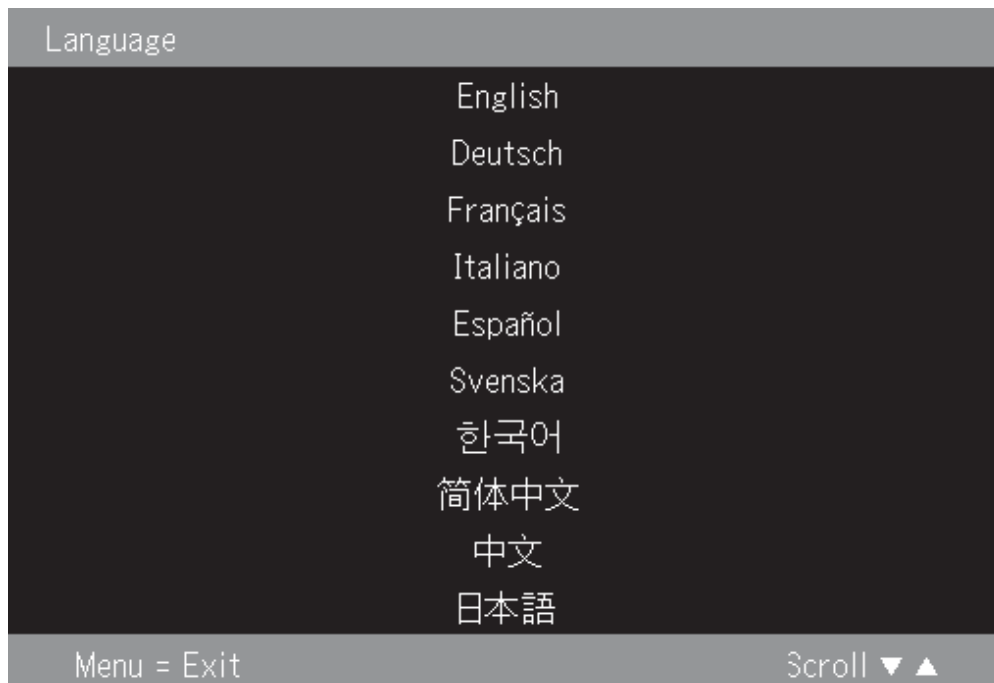 Language
English
Deutsch
Français
Italiano
Español
Svenska
한국어
简体中文
中文
日本語
Menu = Exit Scroll ▼ ▲